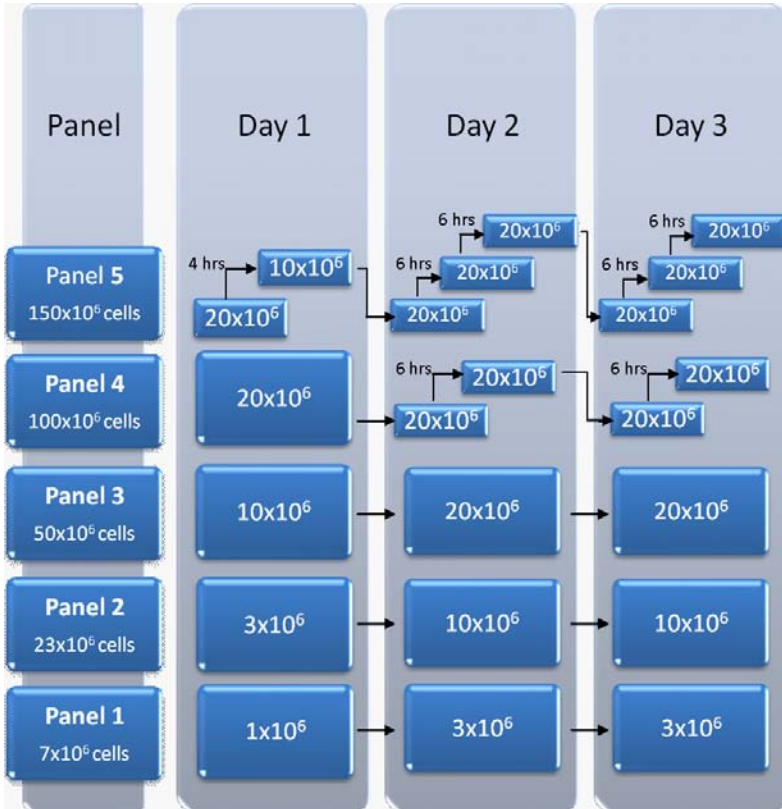 Panel
Day 1
Day 2
Day 3
Panel 5
150x10⁶ cells
20x10⁶
4 hrs
10x10⁶
20x10⁶
6 hrs
20x10⁶
6 hrs
20x10⁶
20x10⁶
6 hrs
20x10⁶
6 hrs
20x10⁶
Panel 4
100x10⁶ cells
20x10⁶
20x10⁶
6 hrs
20x10⁶
20x10⁶
6 hrs
20x10⁶
Panel 3
50x10⁶ cells
10x10⁶
20x10⁶
20x10⁶
Panel 2
23x10⁶ cells
3x10⁶
10x10⁶
10x10⁶
Panel 1
7x10⁶ cells
1x10⁶
3x10⁶
3x10⁶